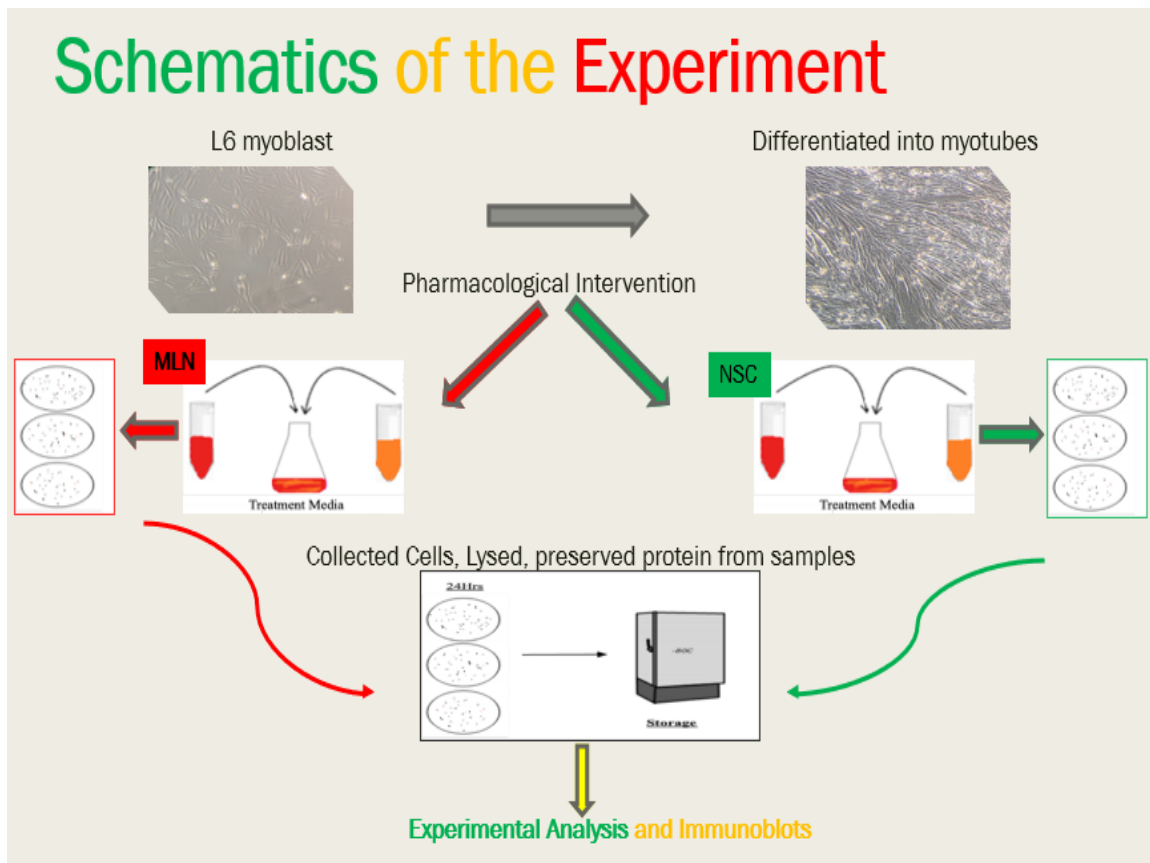 Schematics of the Experiment
L6 myoblast
Differentiated into myotubes
Pharmacological Intervention
MLN
NSC
Treatment Media
Treatment Media
Collected Cells, Lysed, preserved protein from samples
24Hrs
-80C
Storage
Experimental Analysis and Immunoblots